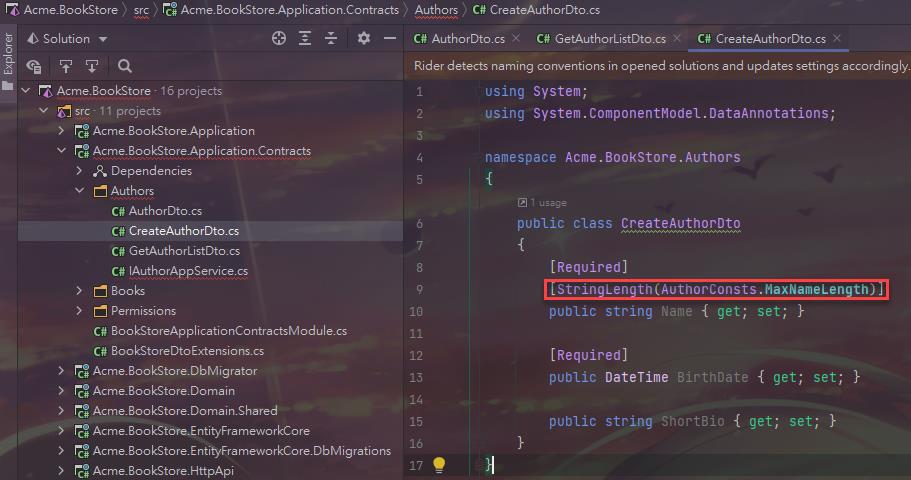 Acme.BookStore › src › Acme.BookStore.Application.Contracts › Authors › C# CreateAuthorDto.cs
Explorer
Solution
C# AuthorDto.cs × C# GetAuthorListDto.cs × C# CreateAuthorDto.cs ×
Rider detects naming conventions in opened solutions and updates settings accordingly.
Acme.BookStore · 16 projects
src · 11 projects
C# Acme.BookStore.Application
C# Acme.BookStore.Application.Contracts
Dependencies
Authors
C# AuthorDto.cs
C# CreateAuthorDto.cs
C# GetAuthorListDto.cs
C# IAuthorAppService.cs
Books
Permissions
C# BookStoreApplicationContractsModule.cs
C# BookStoreDtoExtensions.cs
C# Acme.BookStore.DbMigrator
C# Acme.BookStore.Domain
C# Acme.BookStore.Domain.Shared
C# Acme.BookStore.EntityFrameworkCore
C# Acme.BookStore.EntityFrameworkCore.DbMigrations
C# Acme.BookStore.HttpApi
1 using System;
2 using System.ComponentModel.DataAnnotations;
3
4 namespace Acme.BookStore.Authors
5 {
1 usage
6 public class CreateAuthorDto
7 {
8 [Required]
9 [StringLength(AuthorConsts.MaxNameLength)]
10 public string Name { get; set; }
11
12 [Required]
13 public DateTime BirthDate { get; set; }
14
15 public string ShortBio { get; set; }
16 }
17 }